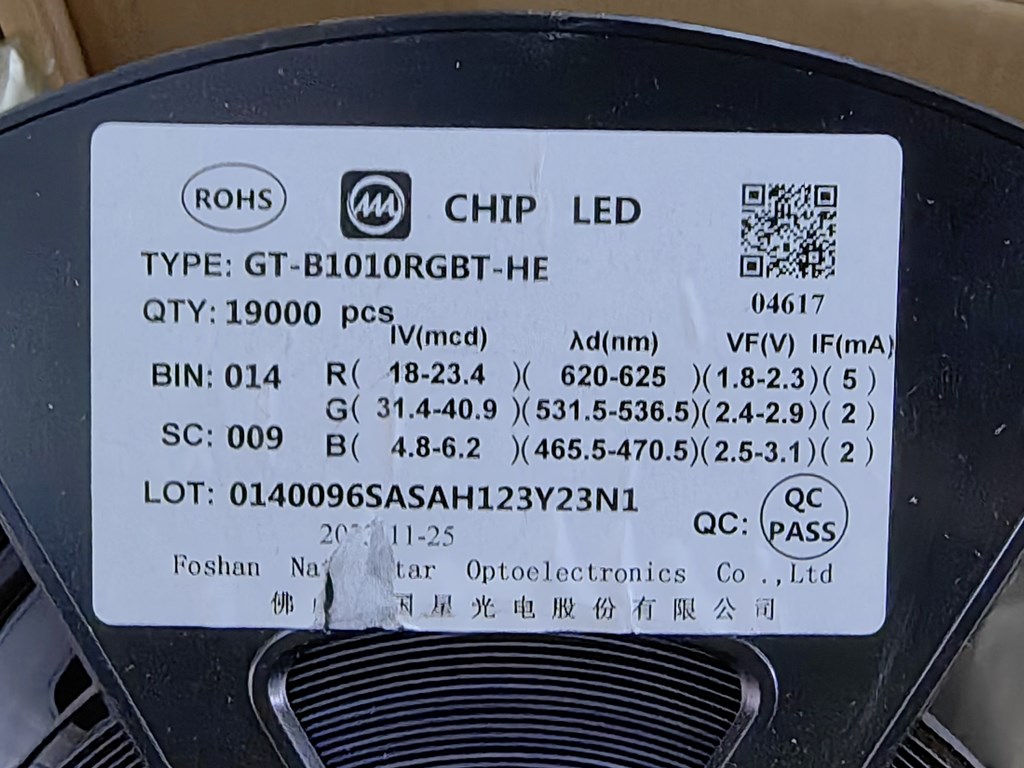 ROHS CHIP LED
04617
TYPE: GT-B1010RGBT-HE
QTY: 19000 pcs
IV(mcd) λd(nm) VF(V) IF(mA)
BIN: 014 R( 18-23.4 )( 620-625 )(1.8-2.3)( 5 )
G( 31.4-40.9 )(531.5-536.5)(2.4-2.9)( 2 )
SC: 009 B( 4.8-6.2 )(465.5-470.5)(2.5-3.1)( 2 )
LOT: 0140096SASAH123Y23N1
QC: QC PASS
11-25
Foshan Optoelectronics Co .,Ltd
佛 国星光电股份有限公司